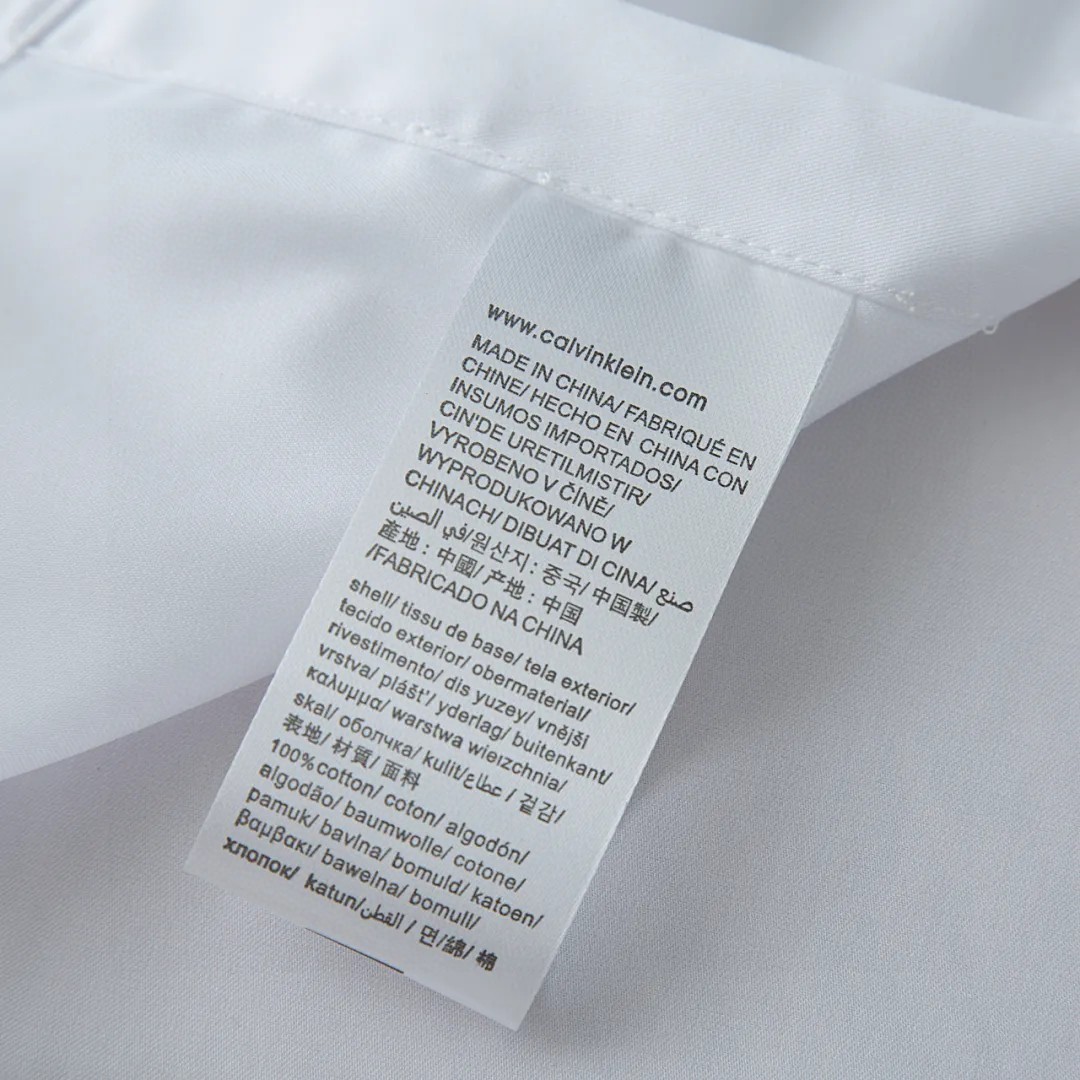 www.calvinklein.com
MADE IN CHINA/ FABRIQUÉ EN
CHINE/ HECHO EN CHINA CON
INSUMOS IMPORTADOS/
CIN'DE URETILMISTIR/
VYROBENO V ČÍNĚ/
WYPRODUKOWANO W
CHINACH/ DIBUAT DI CINA/ صنع
في الصين/원산지: 중국/ 中国製/
產地: 中國/ 产地: 中国
/FABRICADO NA CHINA
shell/ tissu de base/ tela exterior/
tecido exterior/ obermaterial/
rivestimento/ dis yuzey/ vnější
vrstva/ plášt'/ yderlag/ buitenkant/
καλυμμα/ warstwa wierzchnia/
skal/ оболчка/ kulit/غطاء / 겉감/
表地/ 材質/ 面料
100% cotton/ coton/ algodón/
algodão/ baumwolle/ cotone/
pamuk/ bavlna/ bomuld/ katoen/
βαμβακι/ bawelna/ bomull/
хлопок/ katun/القطن / 면/綿/ 棉